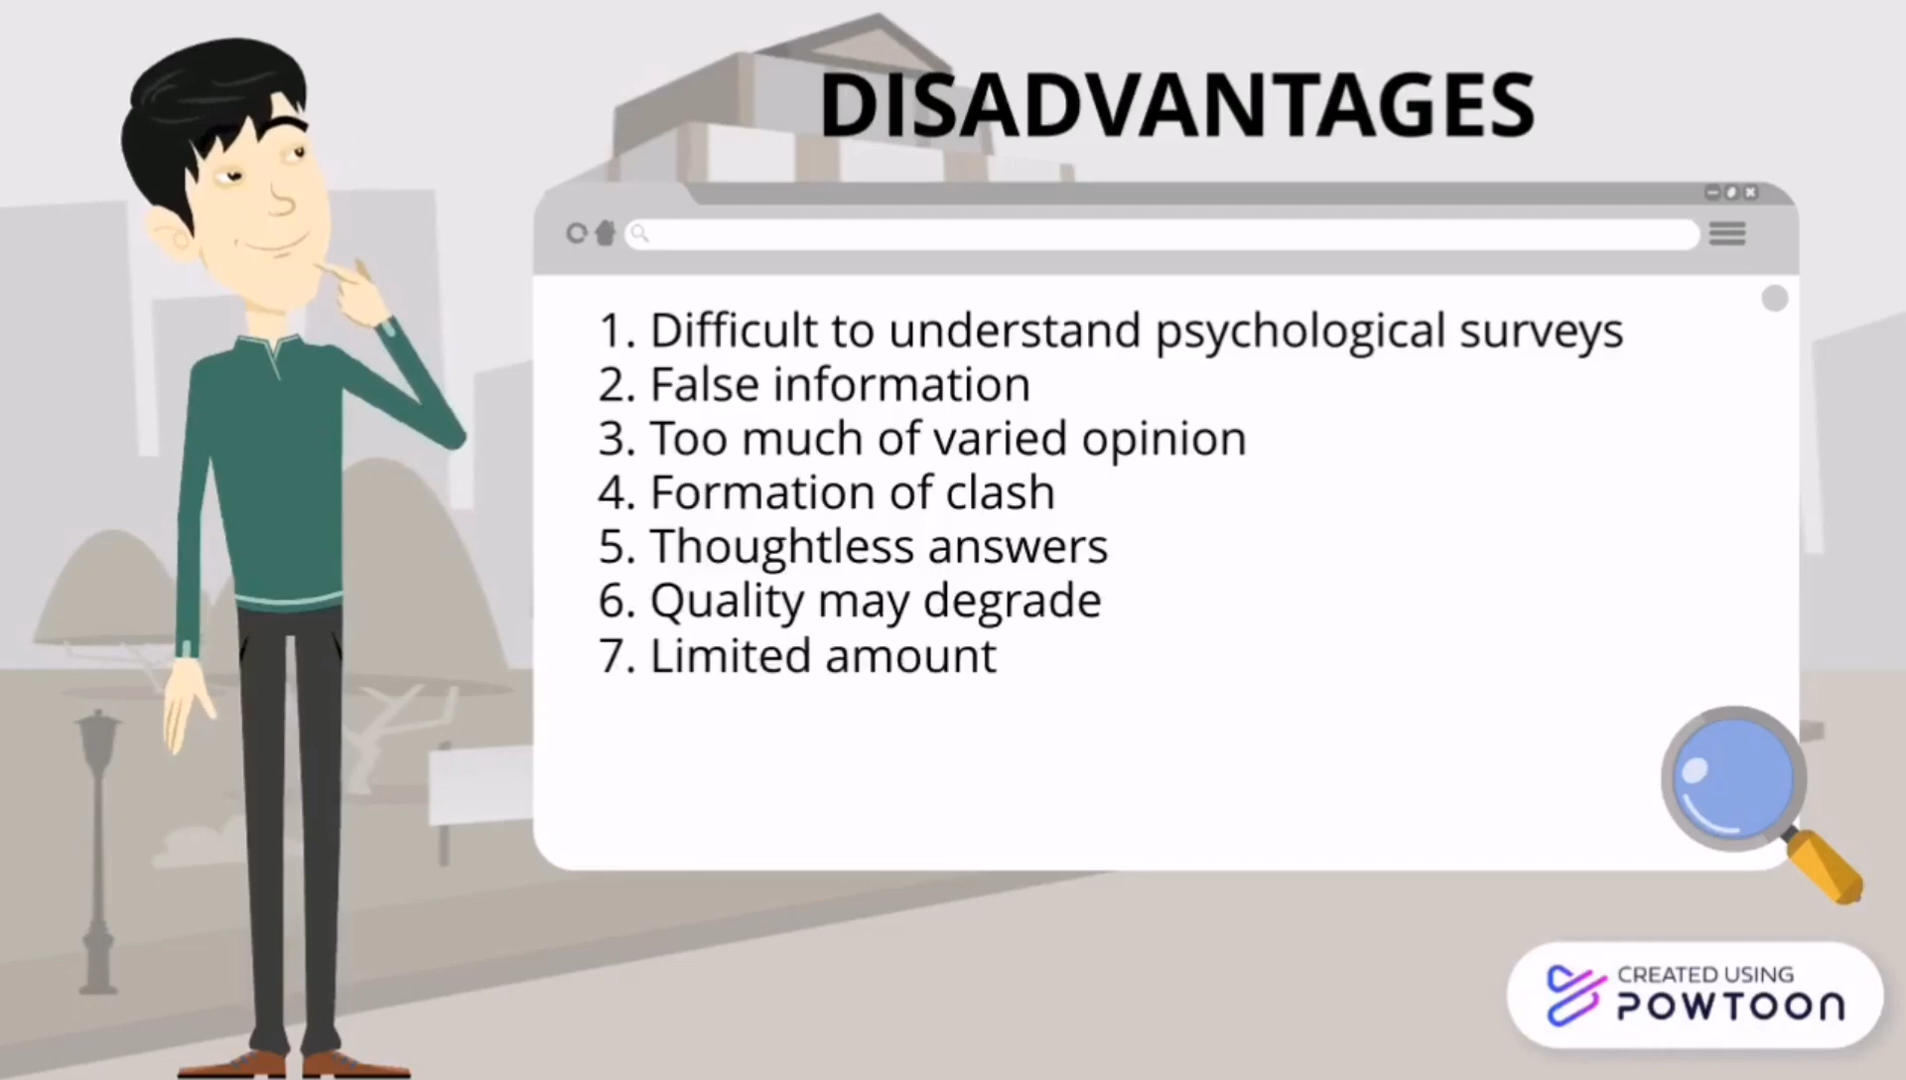 DISADVANTAGES
1. Difficult to understand psychological surveys
2. False information
3. Too much of varied opinion
4. Formation of clash
5. Thoughtless answers
6. Quality may degrade
7. Limited amount
CREATED USING
POWTOON